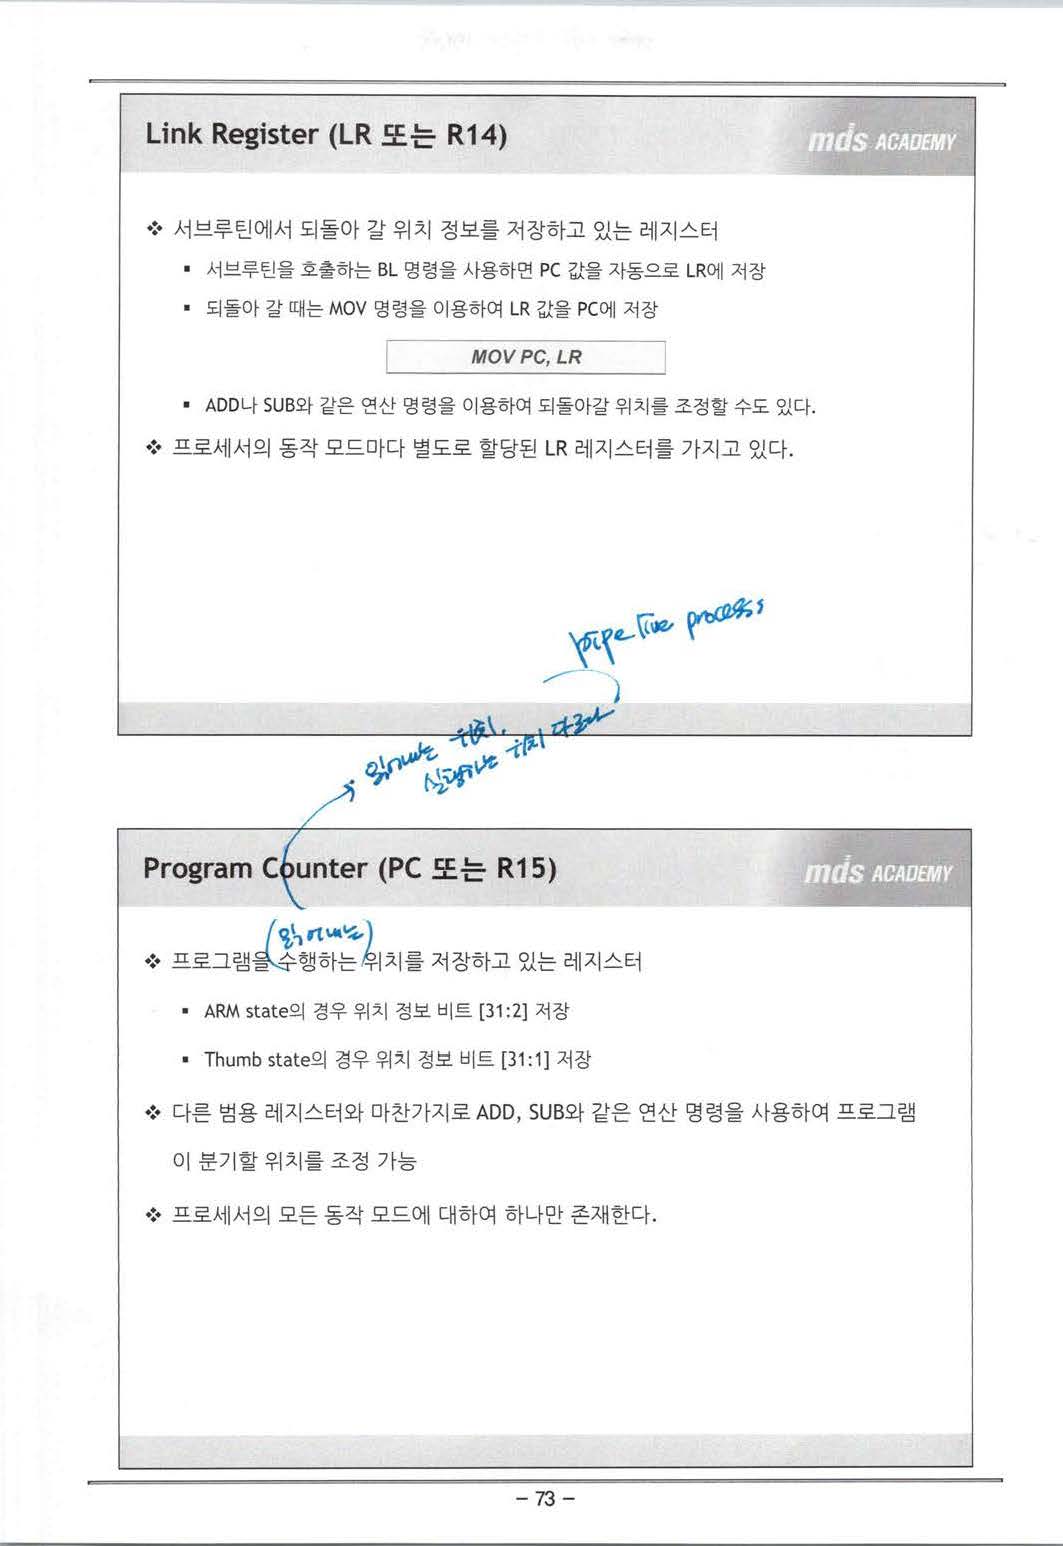 Link Register (LR 또는 R14)
mds ACADEMY
❖ 서브루틴에서 되돌아 갈 위치 정보를 저장하고 있는 레지스터
▪ 서브루틴을 호출하는 BL 명령을 사용하면 PC 값을 자동으로 LR에 저장
▪ 되돌아 갈 때는 MOV 명령을 이용하여 LR 값을 PC에 저장
MOV PC, LR
▪ ADD나 SUB와 같은 연산 명령을 이용하여 되돌아갈 위치를 조정할 수도 있다.
❖ 프로세서의 동작 모드마다 별도로 할당된 LR 레지스터를 가지고 있다.
pipeline process
읽어내는 위치,
실행하는 위치 다르다
Program Counter (PC 또는 R15)
mds ACADEMY
(읽어내는)
❖ 프로그램을 수행하는 위치를 저장하고 있는 레지스터
▪ ARM state의 경우 위치 정보 비트 [31:2] 저장
▪ Thumb state의 경우 위치 정보 비트 [31:1] 저장
❖ 다른 범용 레지스터와 마찬가지로 ADD, SUB와 같은 연산 명령을 사용하여 프로그램
이 분기할 위치를 조정 가능
❖ 프로세서의 모든 동작 모드에 대하여 하나만 존재한다.
– 73 –